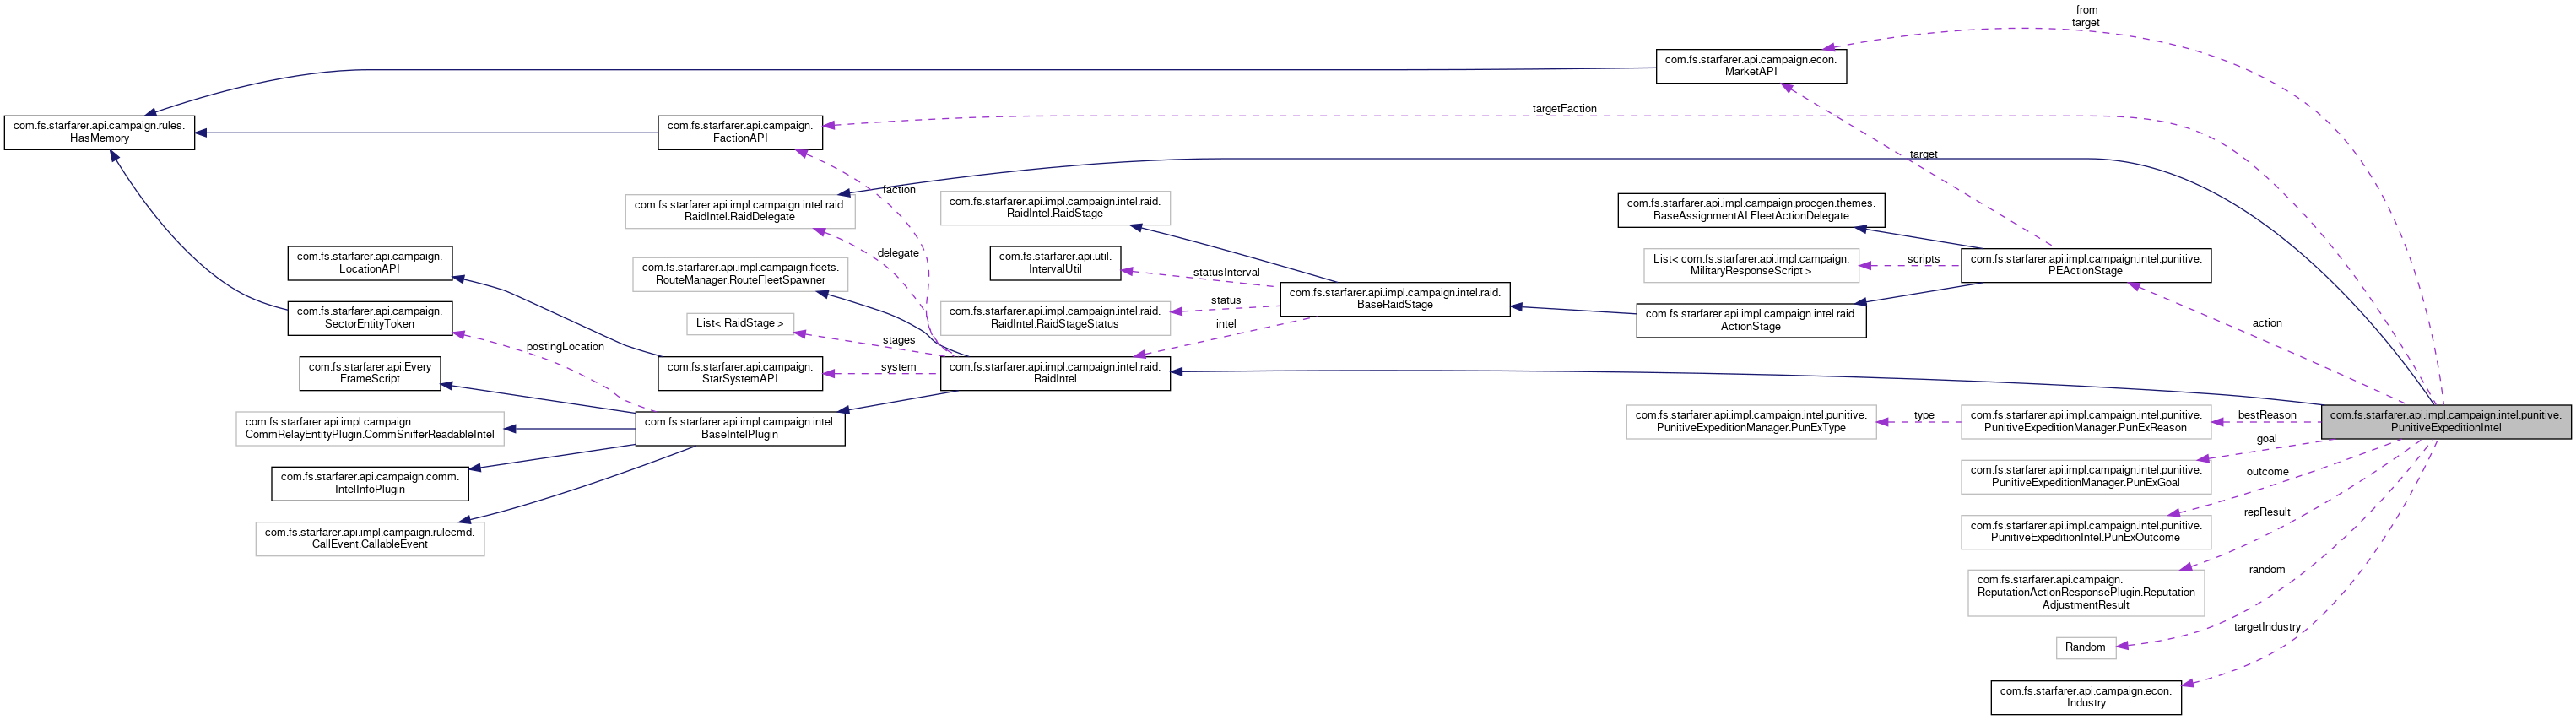 from
target
com.fs.starfarer.api.campaign.econ.
MarketAPI
targetFaction
com.fs.starfarer.api.campaign.rules.
HasMemory
com.fs.starfarer.api.campaign.
FactionAPI
target
faction
com.fs.starfarer.api.impl.campaign.intel.raid.
RaidIntel.RaidDelegate
com.fs.starfarer.api.impl.campaign.intel.raid.
RaidIntel.RaidStage
com.fs.starfarer.api.impl.campaign.procgen.themes.
BaseAssignmentAI.FleetActionDelegate
delegate
com.fs.starfarer.api.campaign.
LocationAPI
com.fs.starfarer.api.impl.campaign.fleets.
RouteManager.RouteFleetSpawner
com.fs.starfarer.api.util.
IntervalUtil
statusInterval
List< com.fs.starfarer.api.impl.campaign.
MilitaryResponseScript >
scripts
com.fs.starfarer.api.impl.campaign.intel.punitive.
PEActionStage
com.fs.starfarer.api.campaign.
SectorEntityToken
List< RaidStage >
com.fs.starfarer.api.impl.campaign.intel.raid.
RaidIntel.RaidStageStatus
status
intel
com.fs.starfarer.api.impl.campaign.intel.raid.
BaseRaidStage
com.fs.starfarer.api.impl.campaign.intel.raid.
ActionStage
action
postingLocation
stages
com.fs.starfarer.api.Every
FrameScript
com.fs.starfarer.api.campaign.
StarSystemAPI
system
com.fs.starfarer.api.impl.campaign.intel.raid.
RaidIntel
com.fs.starfarer.api.impl.campaign.
CommRelayEntityPlugin.CommSnifferReadableIntel
com.fs.starfarer.api.impl.campaign.intel.
BaseIntelPlugin
com.fs.starfarer.api.impl.campaign.intel.punitive.
PunitiveExpeditionManager.PunExType
type
com.fs.starfarer.api.impl.campaign.intel.punitive.
PunitiveExpeditionManager.PunExReason
bestReason
com.fs.starfarer.api.impl.campaign.intel.punitive.
PunitiveExpeditionIntel
goal
com.fs.starfarer.api.campaign.comm.
IntelInfoPlugin
com.fs.starfarer.api.impl.campaign.intel.punitive.
PunitiveExpeditionManager.PunExGoal
outcome
com.fs.starfarer.api.impl.campaign.rulecmd.
CallEvent.CallableEvent
com.fs.starfarer.api.impl.campaign.intel.punitive.
PunitiveExpeditionIntel.PunExOutcome
repResult
com.fs.starfarer.api.campaign.
ReputationActionResponsePlugin.Reputation
AdjustmentResult
random
targetIndustry
Random
com.fs.starfarer.api.campaign.econ.
Industry